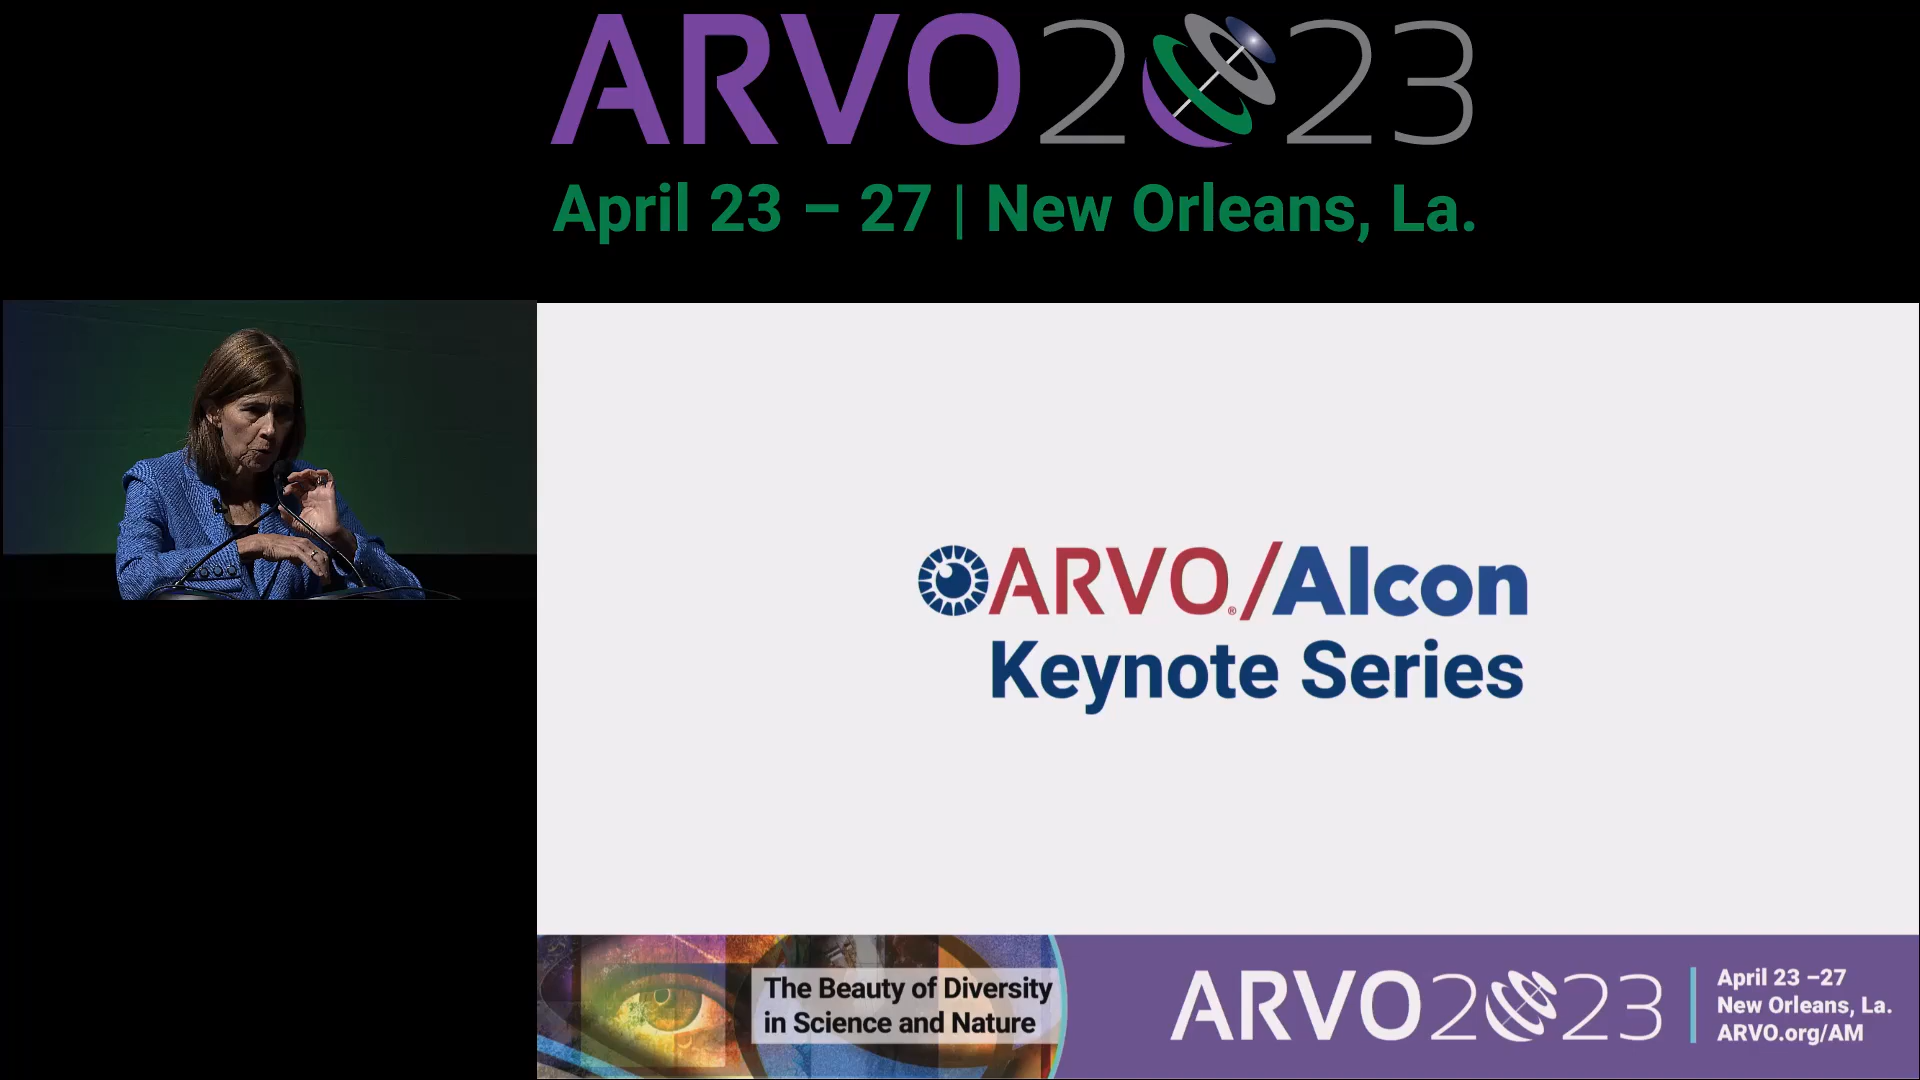 ARVO2023
April 23 – 27 | New Orleans, La.
ARVO®/Alcon
Keynote Series
The Beauty of Diversity
in Science and Nature
ARVO2023
April 23 –27
New Orleans, La.
ARVO.org/AM